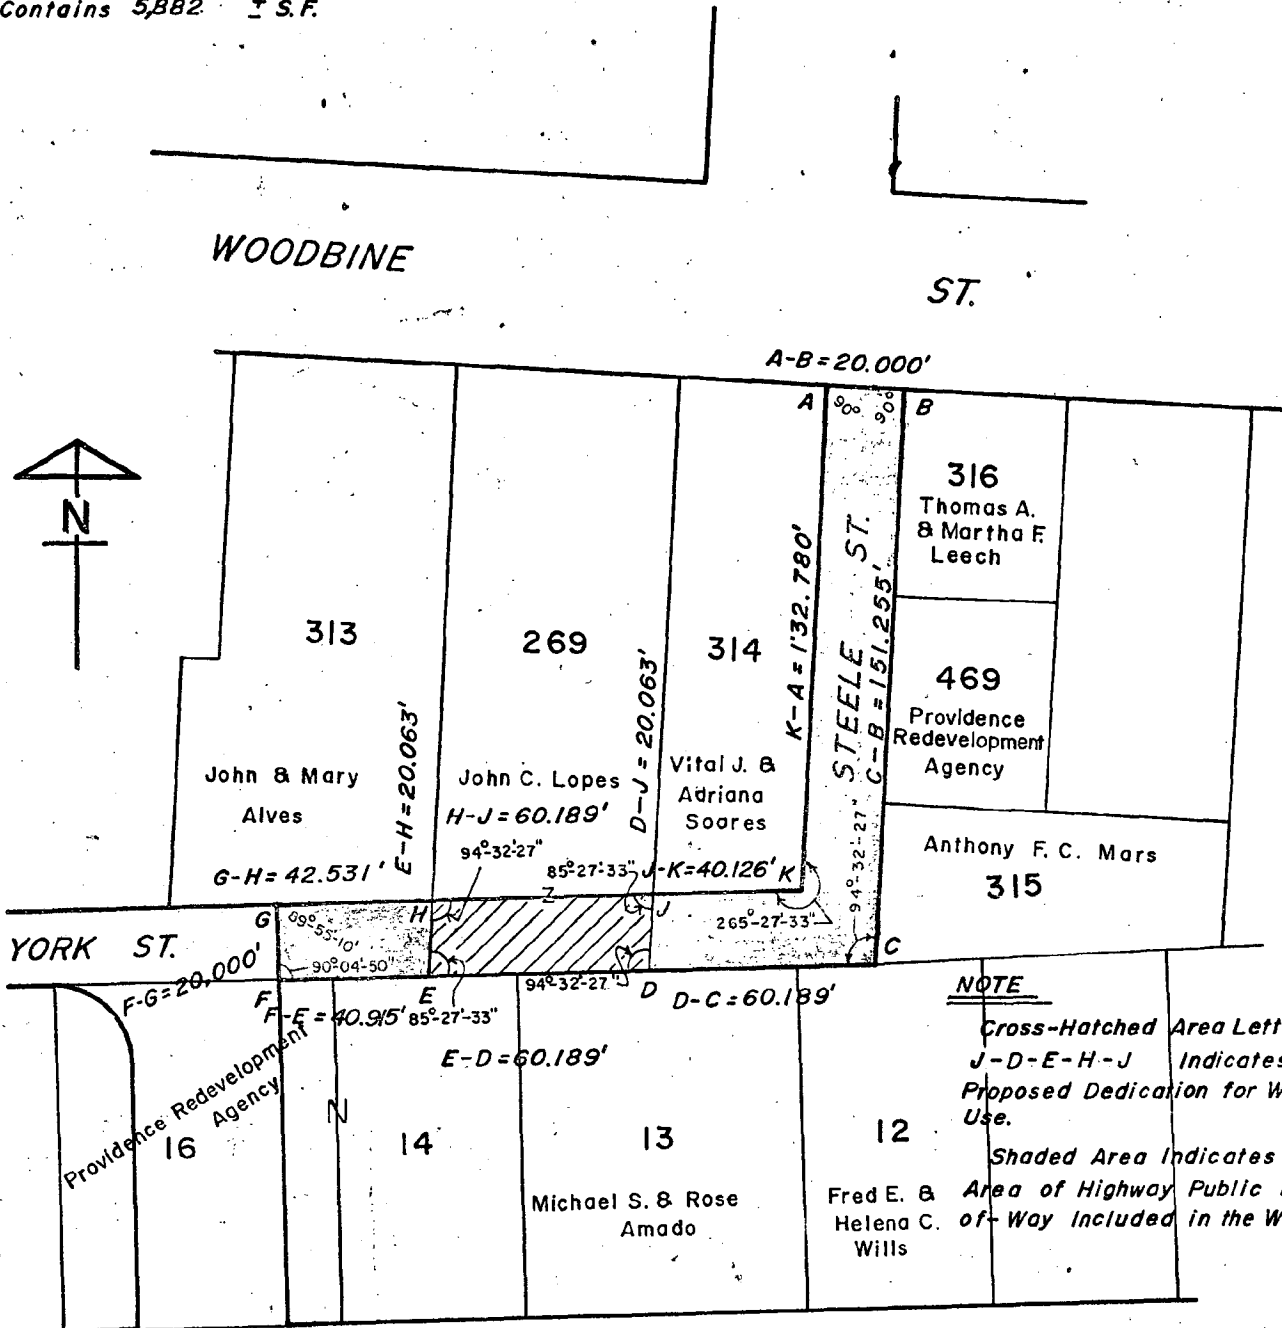 Contains 5,882 ± S.F.
WOODBINE
ST.
A-B = 20.000'
A
90°
90°
B
N
316
Thomas A.
& Martha F.
Leech
STEELE ST.
K-A = 132.780'
C-B = 151.255'
313
269
314
469
Providence
Redevelopment
Agency
John & Mary
Alves
E-H = 20.063'
John C. Lopes
D-J = 20.063'
Vital J. &
Adriana
Soares
H-J = 60.189'
94°-32'-27"
85°-27'-33"
G-H = 42.531'
J-K = 40.126'
K
94°-32'-27"
Anthony F. C. Mars
315
G
H
J
265°-27'-33"
C
YORK ST.
F-G = 20,000'
89°-55'-10"
90°-04'-50"
F
E
94°-32'-27"
D
D-C = 60.189'
F-E = 40.915'
85°-27'-33"
E-D = 60.189'
NOTE
Cross-Hatched Area
J-D-E-H-J Indicates
Proposed Dedication for
Use.
Shaded Area Indicates
Area of Highway Public
of-Way Included in the
Providence Redevelopment
Agency
16
14
13
12
Michael S. & Rose
Amado
Fred E. &
Helena C.
Wills